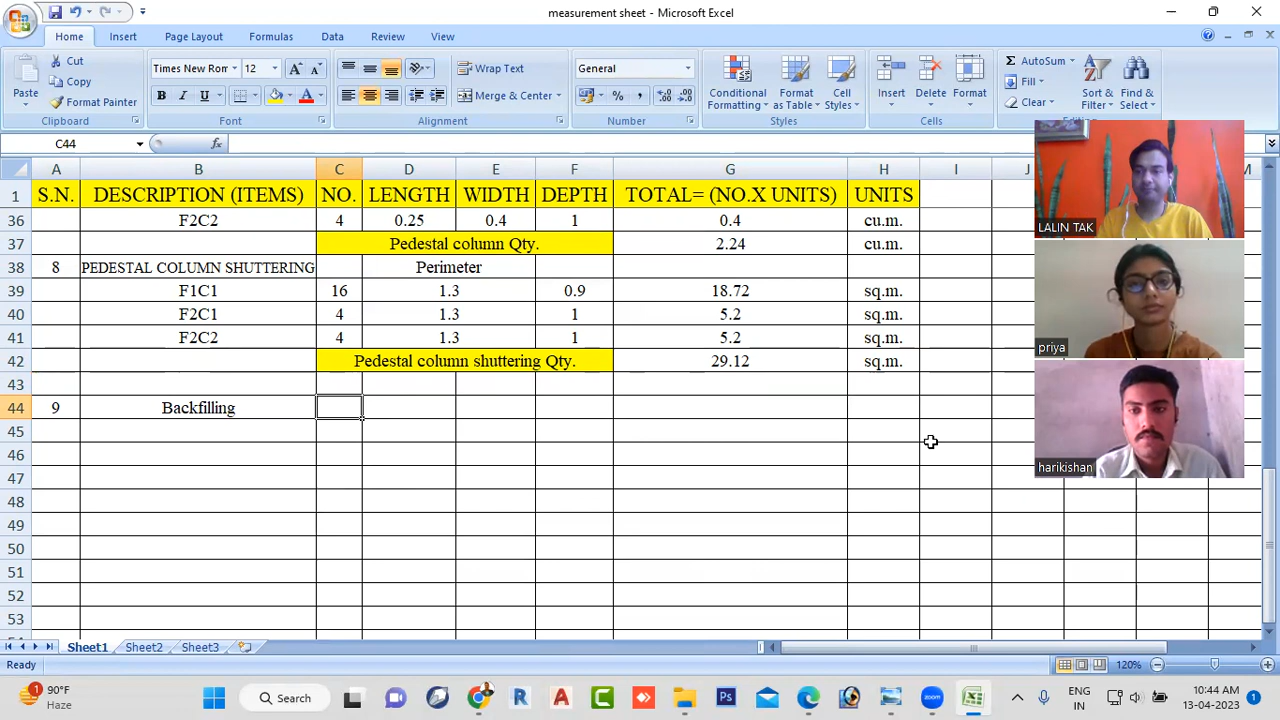 measurement sheet - Microsoft Excel
Home Insert Page Layout Formulas Data Review View
Paste Cut Copy Format Painter Clipboard
Times New Rom 12 Font
Wrap Text Merge & Center Alignment
General Number
Conditional Formatting Format as Table Cell Styles Styles
Insert Delete Format Cells
AutoSum Fill Clear Sort & Filter Find & Select
C44 fx
A B C D E F G H I J M
1 S.N. DESCRIPTION (ITEMS) NO. LENGTH WIDTH DEPTH TOTAL= (NO.X UNITS) UNITS
36 F2C2 4 0.25 0.4 1 0.4 cu.m.
37 Pedestal column Qty. 2.24 cu.m.
38 8 PEDESTAL COLUMN SHUTTERING Perimeter
39 F1C1 16 1.3 0.9 18.72 sq.m.
40 F2C1 4 1.3 1 5.2 sq.m.
41 F2C2 4 1.3 1 5.2 sq.m.
42 Pedestal column shuttering Qty. 29.12 sq.m.
43
44 9 Backfilling
45
46
47
48
49
50
51
52
53
LALIN TAK
priya
harikishan
Sheet1 Sheet2 Sheet3
Ready 120%
1 90°F Haze
Search
ENG IN
10:44 AM 13-04-2023 1